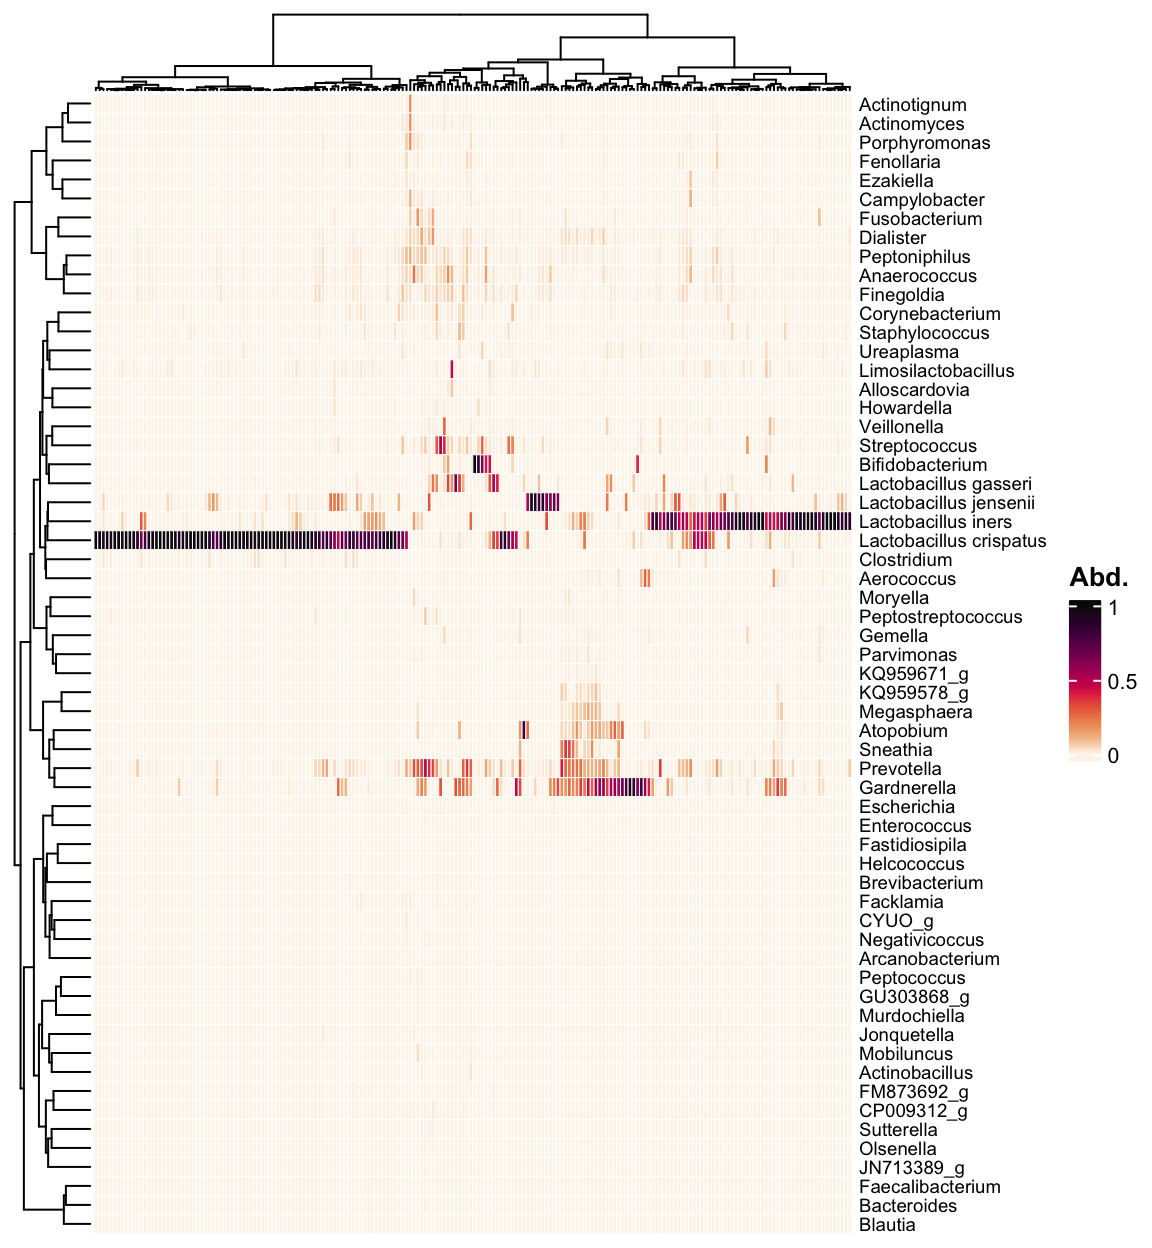 Actinotignum
Actinomyces
Porphyromonas
Fenollaria
Ezakiella
Campylobacter
Fusobacterium
Dialister
Peptoniphilus
Anaerococcus
Finegoldia
Corynebacterium
Staphylococcus
Ureaplasma
Limosilactobacillus
Alloscardovia
Howardella
Veillonella
Streptococcus
Bifidobacterium
Lactobacillus gasseri
Lactobacillus jensenii
Lactobacillus iners
Lactobacillus crispatus
Clostridium
Aerococcus
Moryella
Peptostreptococcus
Gemella
Parvimonas
KQ959671_g
KQ959578_g
Megasphaera
Atopobium
Sneathia
Prevotella
Gardnerella
Escherichia
Enterococcus
Fastidiosipila
Helcococcus
Brevibacterium
Facklamia
CYUO_g
Negativicoccus
Arcanobacterium
Peptococcus
GU303868_g
Murdochiella
Jonquetella
Mobiluncus
Actinobacillus
FM873692_g
CP009312_g
Sutterella
Olsenella
JN713389_g
Faecalibacterium
Bacteroides
Blautia
Abd.
1
0.5
0